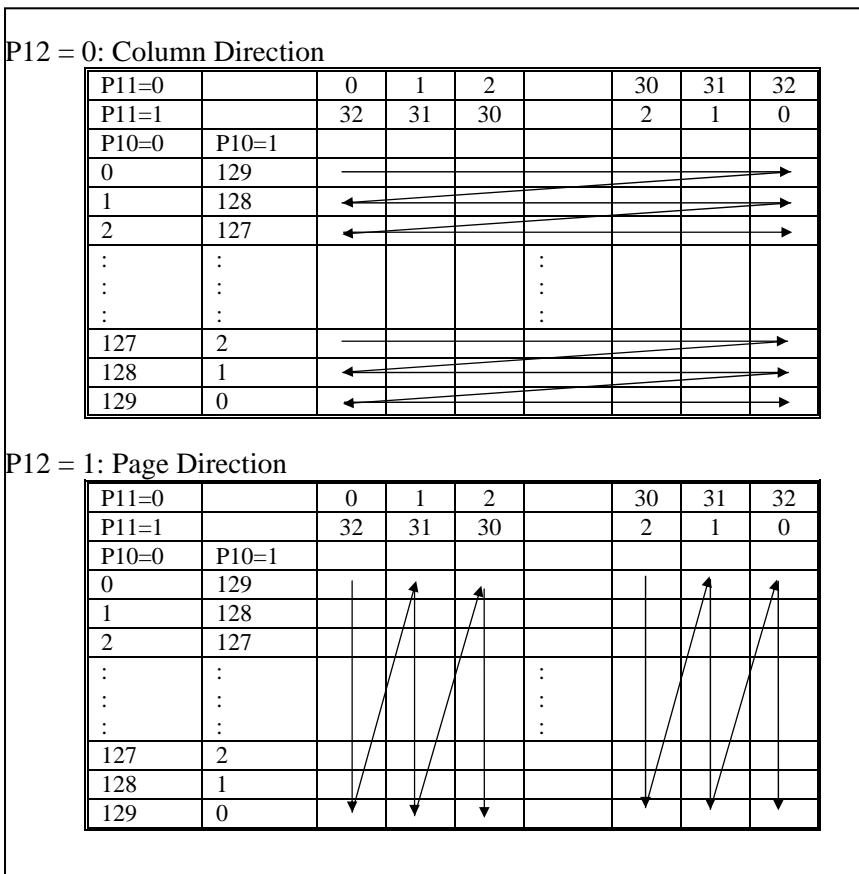 P12 = 0: Column Direction
P11=0 0 1 2 30 31 32
P11=1 32 31 30 2 1 0
P10=0 P10=1
0 129
1 128
2 127
: : :
: : :
: : :
127 2
128 1
129 0
P12 = 1: Page Direction
P11=0 0 1 2 30 31 32
P11=1 32 31 30 2 1 0
P10=0 P10=1
0 129
1 128
2 127
: : :
: : :
: : :
127 2
128 1
129 0